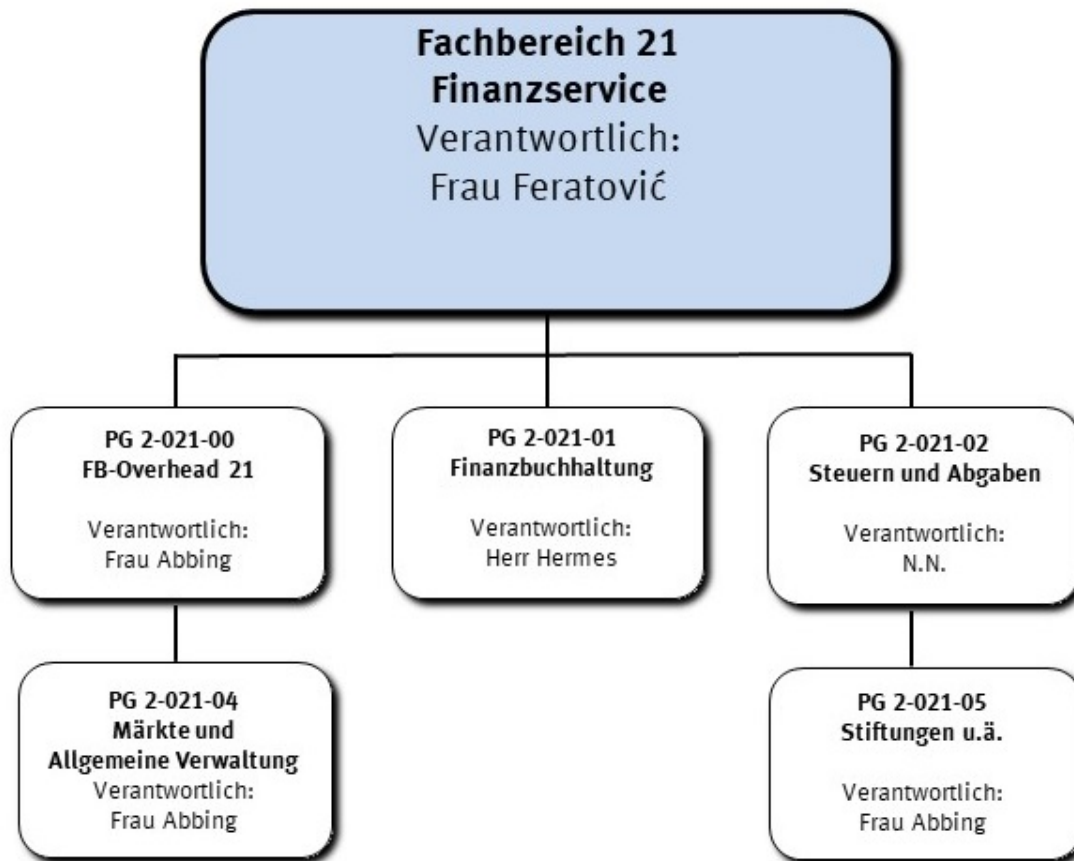 Fachbereich 21
Finanzservice
Verantwortlich:
Frau Feratović
PG 2-021-00
FB-Overhead 21
Verantwortlich:
Frau Abbing
PG 2-021-01
Finanzbuchhaltung
Verantwortlich:
Herr Hermes
PG 2-021-02
Steuern und Abgaben
Verantwortlich:
N.N.
PG 2-021-04
Märkte und
Allgemeine Verwaltung
Verantwortlich:
Frau Abbing
PG 2-021-05
Stiftungen u.ä.
Verantwortlich:
Frau Abbing